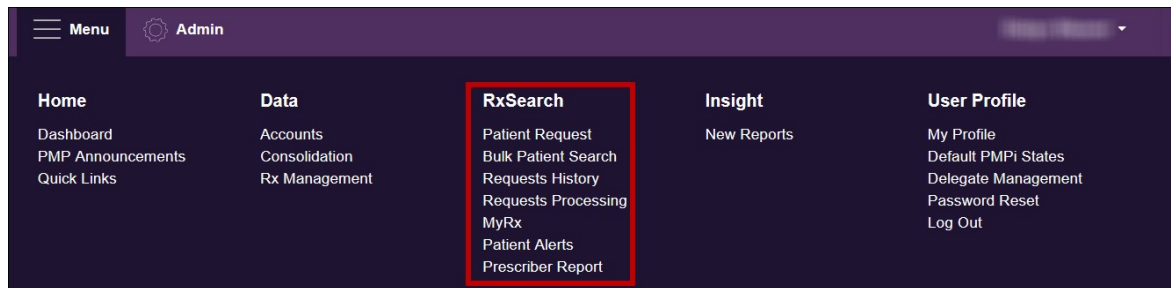 Menu
Admin
Home
Dashboard
PMP Announcements
Quick Links
Data
Accounts
Consolidation
Rx Management
RxSearch
Patient Request
Bulk Patient Search
Requests History
Requests Processing
MyRx
Patient Alerts
Prescriber Report
Insight
New Reports
User Profile
My Profile
Default PMPi States
Delegate Management
Password Reset
Log Out